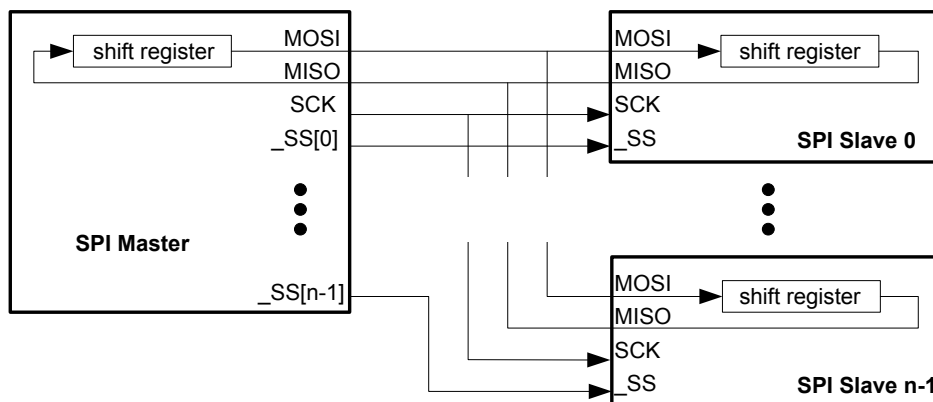 shift register
MOSI
MISO
SCK
_SS[0]
SPI Master
_SS[n-1]
MOSI
shift register
MISO
SCK
_SS
SPI Slave 0
MOSI
shift register
MISO
SCK
_SS
SPI Slave n-1